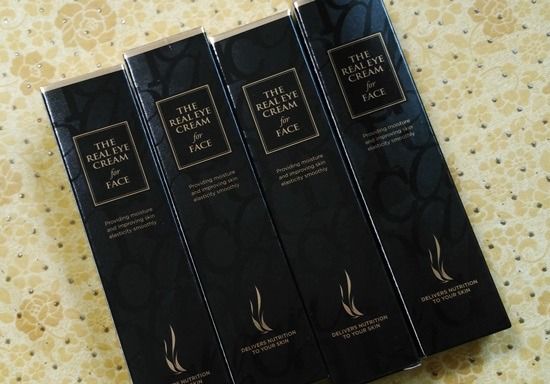 THE
REAL EYE
CREAM
for
FACE
Providing moisture
and improving skin
elasticity smoothly
THE
REAL EYE
CREAM
for
FACE
Providing moisture
and improving skin
elasticity smoothly
DELIVERS NUTRITION
TO YOUR SKIN
THE
REAL EYE
CREAM
for
FACE
Providing moisture
and improving skin
elasticity smoothly
DELIVERS NUTRITION
TO YOUR SKIN
THE
REAL EYE
CREAM
for
FACE
Providing moisture
and improving skin
elasticity smoothly
DELIVERS NUTRITION
TO YOUR SKIN